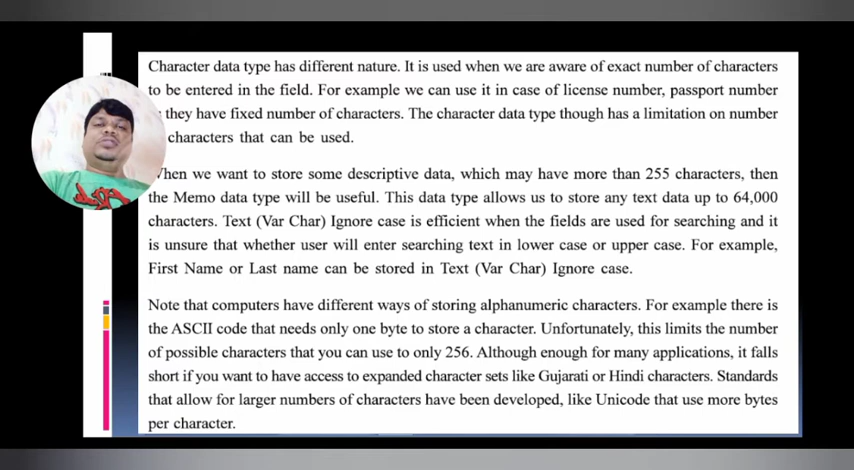 Character data type has different nature. It is used when we are aware of exact number of characters
to be entered in the field. For example we can use it in case of license number, passport number
they have fixed number of characters. The character data type though has a limitation on number
characters that can be used.
hen we want to store some descriptive data, which may have more than 255 characters, then
the Memo data type will be useful. This data type allows us to store any text data up to 64,000
characters. Text (Var Char) Ignore case is efficient when the fields are used for searching and it
is unsure that whether user will enter searching text in lower case or upper case. For example,
First Name or Last name can be stored in Text (Var Char) Ignore case.
Note that computers have different ways of storing alphanumeric characters. For example there is
the ASCII code that needs only one byte to store a character. Unfortunately, this limits the number
of possible characters that you can use to only 256. Although enough for many applications, it falls
short if you want to have access to expanded character sets like Gujarati or Hindi characters. Standards
that allow for larger numbers of characters have been developed, like Unicode that use more bytes
per character.